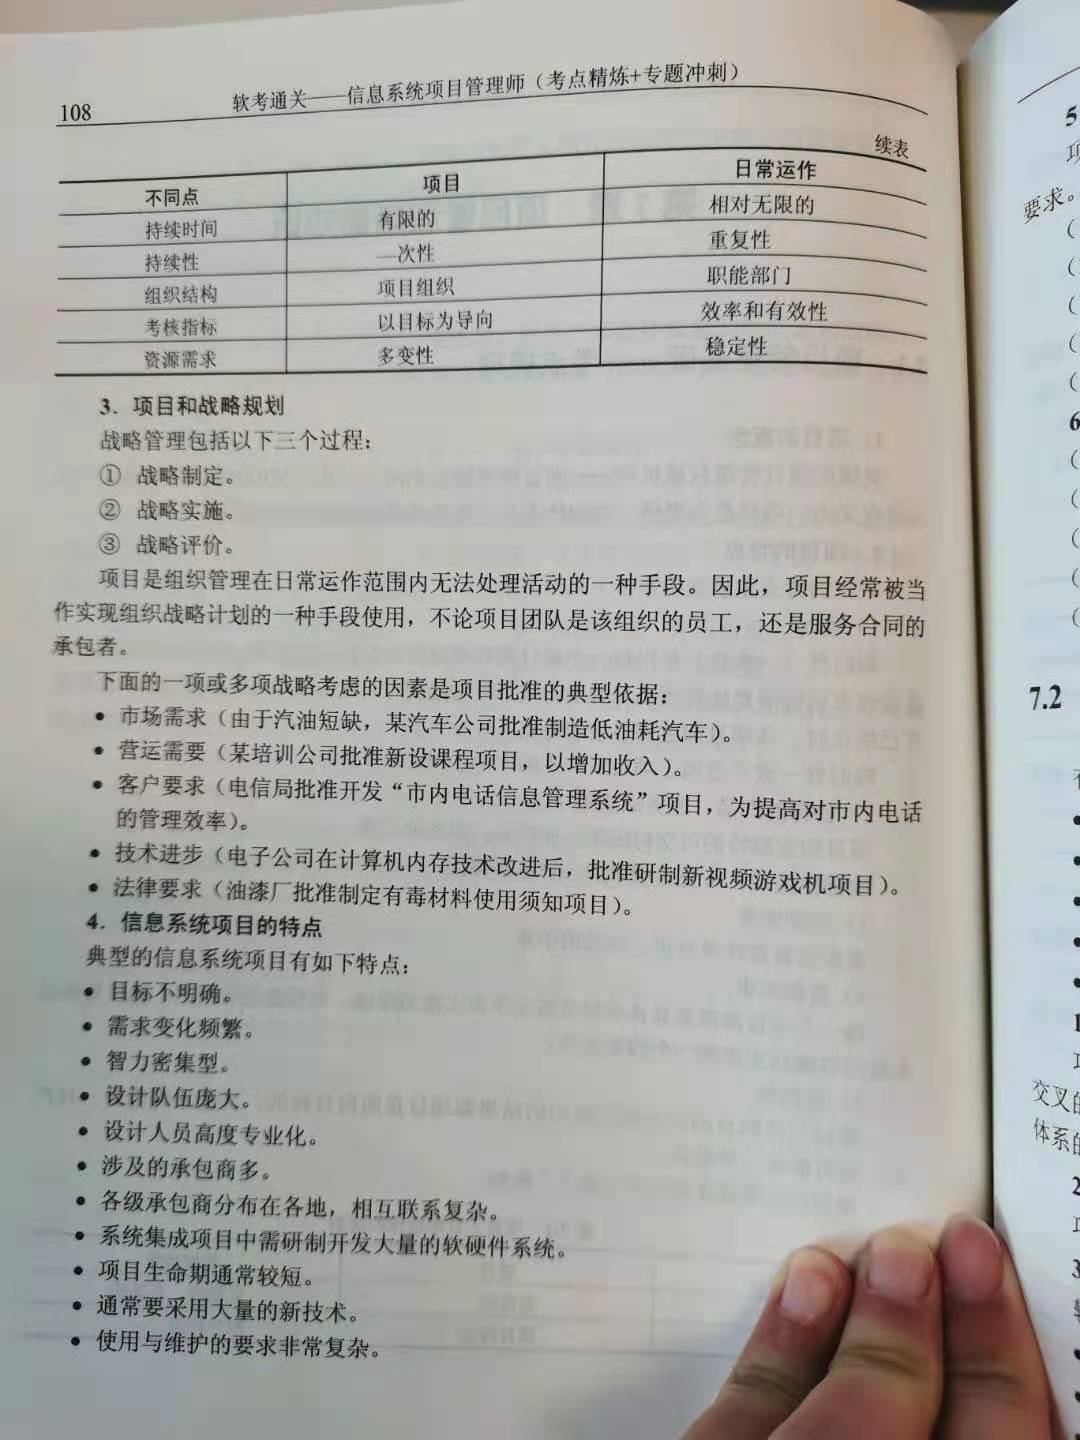 108
软考通关——信息系统项目管理师（考点精炼+专题冲刺）
续表
不同点 项目 日常运作
持续时间 有限的 相对无限的
持续性 一次性 重复性
组织结构 项目组织 职能部门
考核指标 以目标为导向 效率和有效性
资源需求 多变性 稳定性
3．项目和战略规划
战略管理包括以下三个过程：
① 战略制定。
② 战略实施。
③ 战略评价。
项目是组织管理在日常运作范围内无法处理活动的一种手段。因此，项目经常被当
作实现组织战略计划的一种手段使用，不论项目团队是该组织的员工，还是服务合同的
承包者。
下面的一项或多项战略考虑的因素是项目批准的典型依据：
• 市场需求（由于汽油短缺，某汽车公司批准制造低油耗汽车）。
• 营运需要（某培训公司批准新设课程项目，以增加收入）。
• 客户要求（电信局批准开发“市内电话信息管理系统”项目，为提高对市内电话
的管理效率）。
• 技术进步（电子公司在计算机内存技术改进后，批准研制新视频游戏机项目）。
• 法律要求（油漆厂批准制定有毒材料使用须知项目）。
4．信息系统项目的特点
典型的信息系统项目有如下特点：
• 目标不明确。
• 需求变化频繁。
• 智力密集型。
• 设计队伍庞大。
• 设计人员高度专业化。
• 涉及的承包商多。
• 各级承包商分布在各地，相互联系复杂。
• 系统集成项目中需研制开发大量的软硬件系统。
• 项目生命期通常较短。
• 通常要采用大量的新技术。
• 使用与维护的要求非常复杂。
5
要求。
6
7.2
交叉的
体系的
2
3